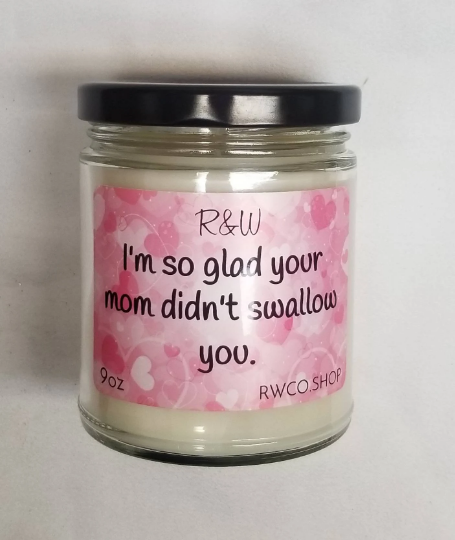 R&W
I'm so glad your
mom didn't swallow
you.
9oz
RWCO.SHOP